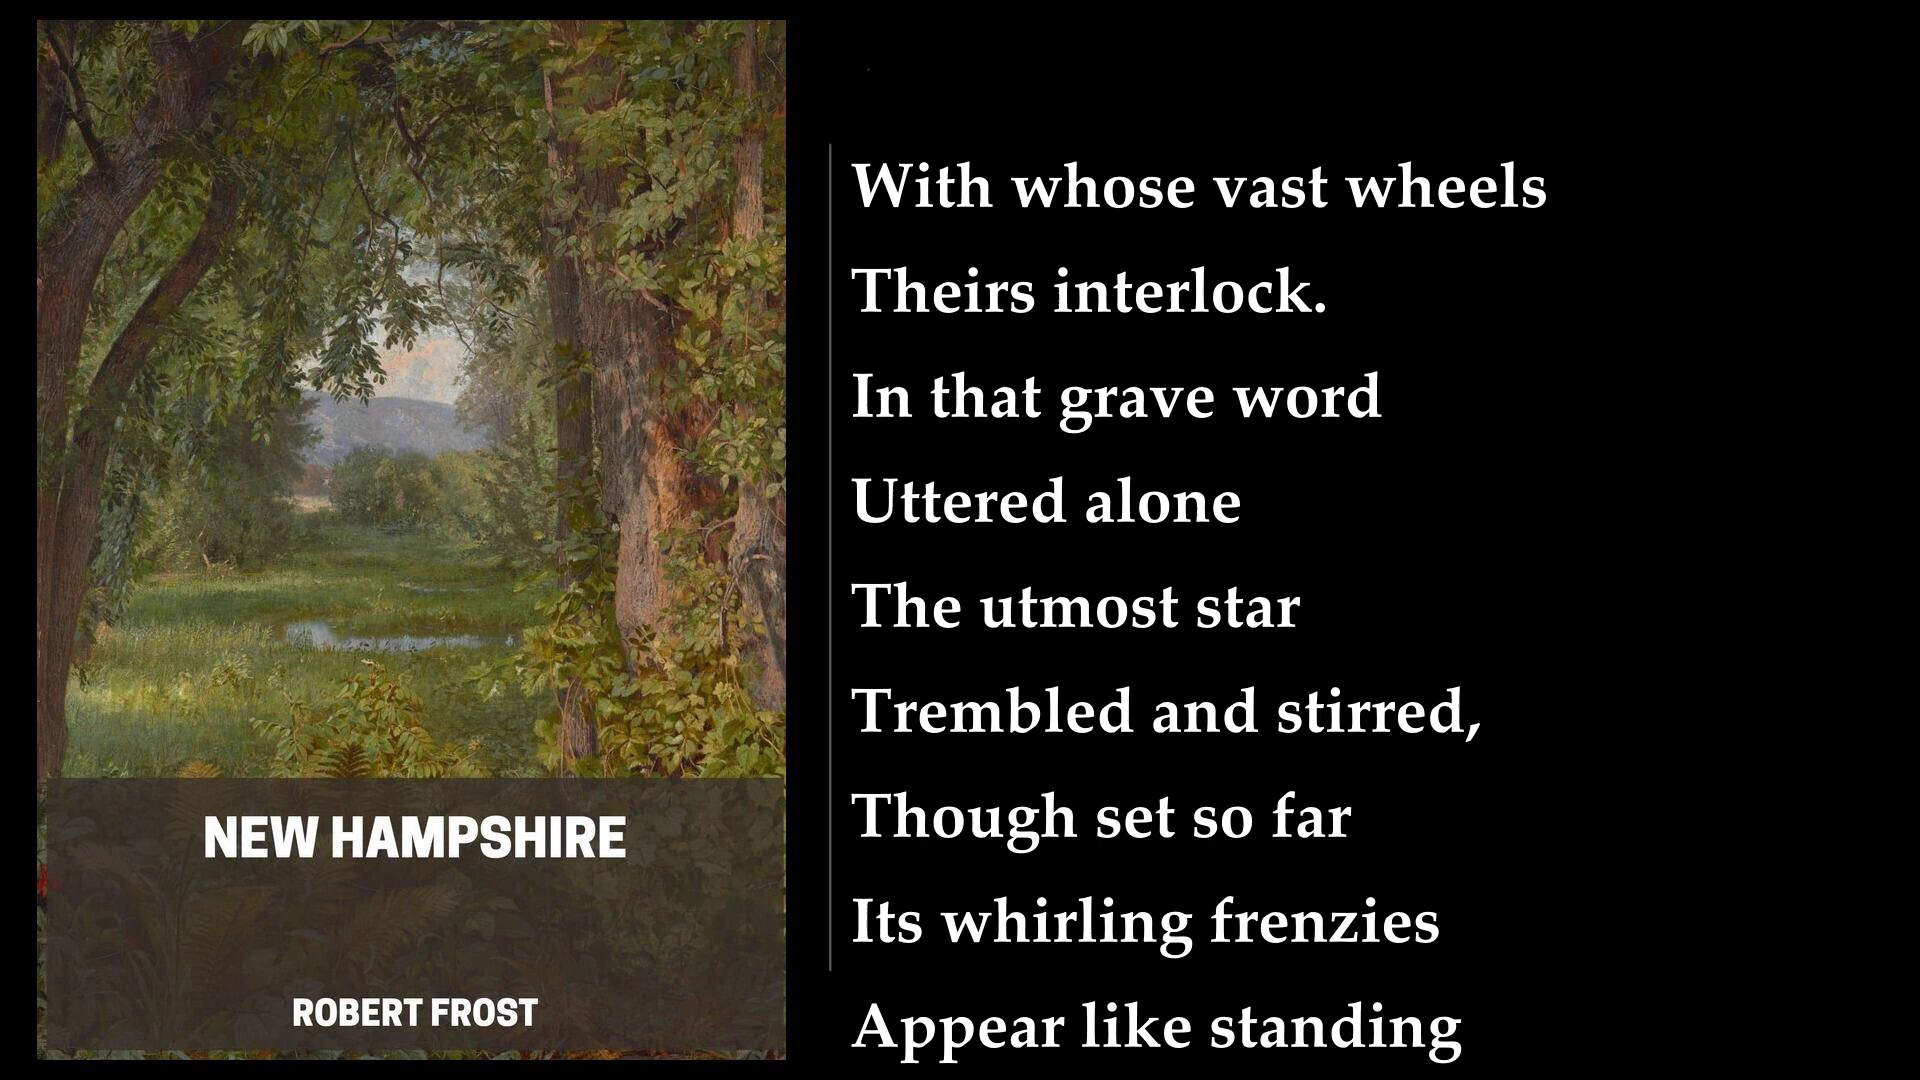 NEW HAMPSHIRE
ROBERT FROST
With whose vast wheels
Theirs interlock.
In that grave word
Uttered alone
The utmost star
Trembled and stirred,
Though set so far
Its whirling frenzies
Appear like standing